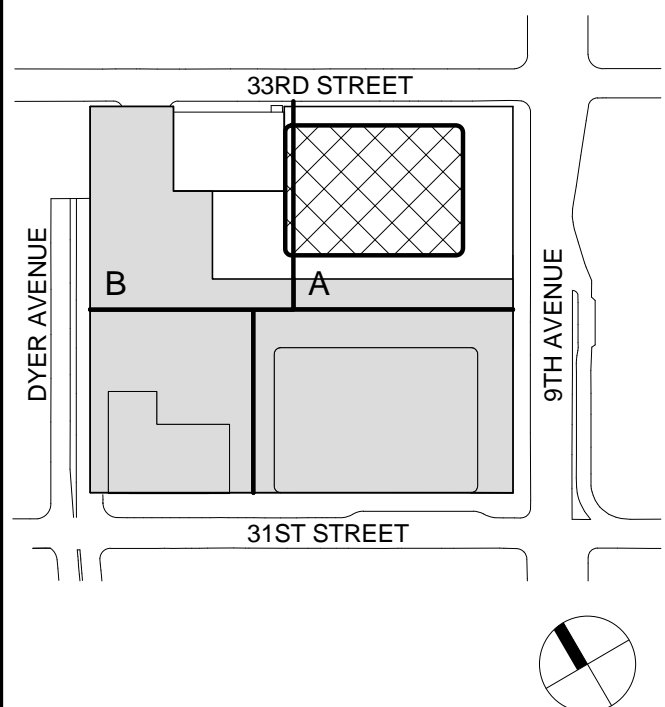 33RD STREET
B
A
DYER AVENUE
9TH AVENUE
31ST STREET